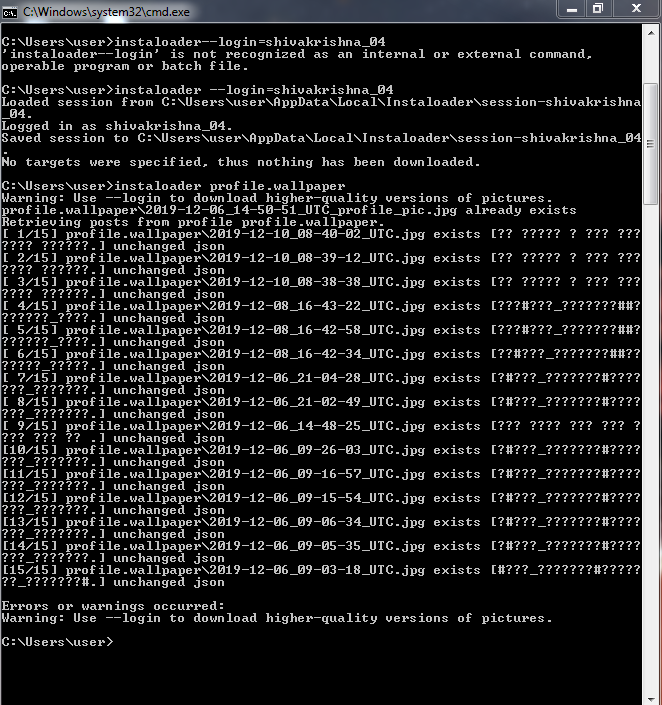 C:\Windows\system32\cmd.exe
C:\Users\user>instaloader--login=shivakrishna_04
'instaloader--login' is not recognized as an internal or external command,
operable program or batch file.
C:\Users\user>instaloader --login=shivakrishna_04
Loaded session from C:\Users\user\AppData\Local\Instaloader\session-shivakrishna
_04.
Logged in as shivakrishna_04.
Saved session to C:\Users\user\AppData\Local\Instaloader\session-shivakrishna_04
.
No targets were specified, thus nothing has been downloaded.
C:\Users\user>instaloader profile.wallpaper
Warning: Use --login to download higher-quality versions of pictures.
profile.wallpaper\2019-12-06_14-50-51_UTC_profile_pic.jpg already exists
Retrieving posts from profile profile.wallpaper.
[ 1/15] profile.wallpaper\2019-12-10_08-40-02_UTC.jpg exists [?? ????? ? ??? ???
???? ??????.] unchanged json
[ 2/15] profile.wallpaper\2019-12-10_08-39-12_UTC.jpg exists [?? ????? ? ??? ???
???? ??????.] unchanged json
[ 3/15] profile.wallpaper\2019-12-10_08-38-38_UTC.jpg exists [?? ????? ? ??? ???
???? ??????.] unchanged json
[ 4/15] profile.wallpaper\2019-12-08_16-43-22_UTC.jpg exists [???#???_???????##?
??????_????.] unchanged json
[ 5/15] profile.wallpaper\2019-12-08_16-42-58_UTC.jpg exists [???#???_???????##?
??????_????.] unchanged json
[ 6/15] profile.wallpaper\2019-12-08_16-42-34_UTC.jpg exists [??#???_???????##??
?????_?????.] unchanged json
[ 7/15] profile.wallpaper\2019-12-06_21-04-28_UTC.jpg exists [?#???_???????#????
???_???????.] unchanged json
[ 8/15] profile.wallpaper\2019-12-06_21-02-49_UTC.jpg exists [?#???_???????#????
???_???????.] unchanged json
[ 9/15] profile.wallpaper\2019-12-06_14-48-25_UTC.jpg exists [??? ???? ??? ??? ?
??? ??? ?? .] unchanged json
[10/15] profile.wallpaper\2019-12-06_09-26-03_UTC.jpg exists [?#???_???????#????
???_???????.] unchanged json
[11/15] profile.wallpaper\2019-12-06_09-16-57_UTC.jpg exists [?#???_???????#????
???_???????.] unchanged json
[12/15] profile.wallpaper\2019-12-06_09-15-54_UTC.jpg exists [?#???_???????#????
???_???????.] unchanged json
[13/15] profile.wallpaper\2019-12-06_09-06-34_UTC.jpg exists [?#???_???????#????
???_???????.] unchanged json
[14/15] profile.wallpaper\2019-12-06_09-05-35_UTC.jpg exists [?#???_???????#????
???_???????.] unchanged json
[15/15] profile.wallpaper\2019-12-06_09-03-18_UTC.jpg exists [#???_???????#?????
??_???????#.] unchanged json
Errors or warnings occurred:
Warning: Use --login to download higher-quality versions of pictures.
C:\Users\user>